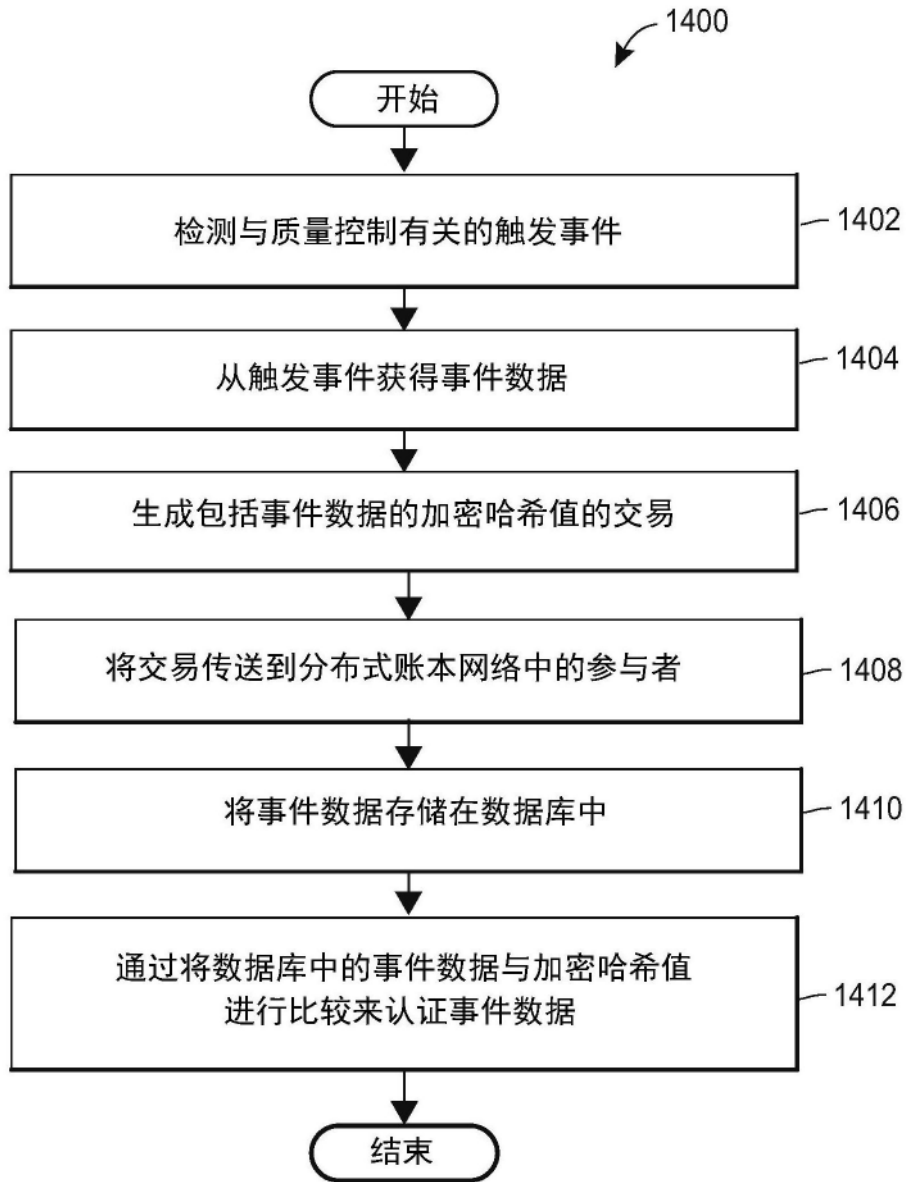 1400
开始
检测与质量控制有关的触发事件
1402
从触发事件获得事件数据
1404
生成包括事件数据的加密哈希值的交易
1406
将交易传送到分布式账本网络中的参与者
1408
将事件数据存储在数据库中
1410
通过将数据库中的事件数据与加密哈希值
进行比较来认证事件数据
1412
结束